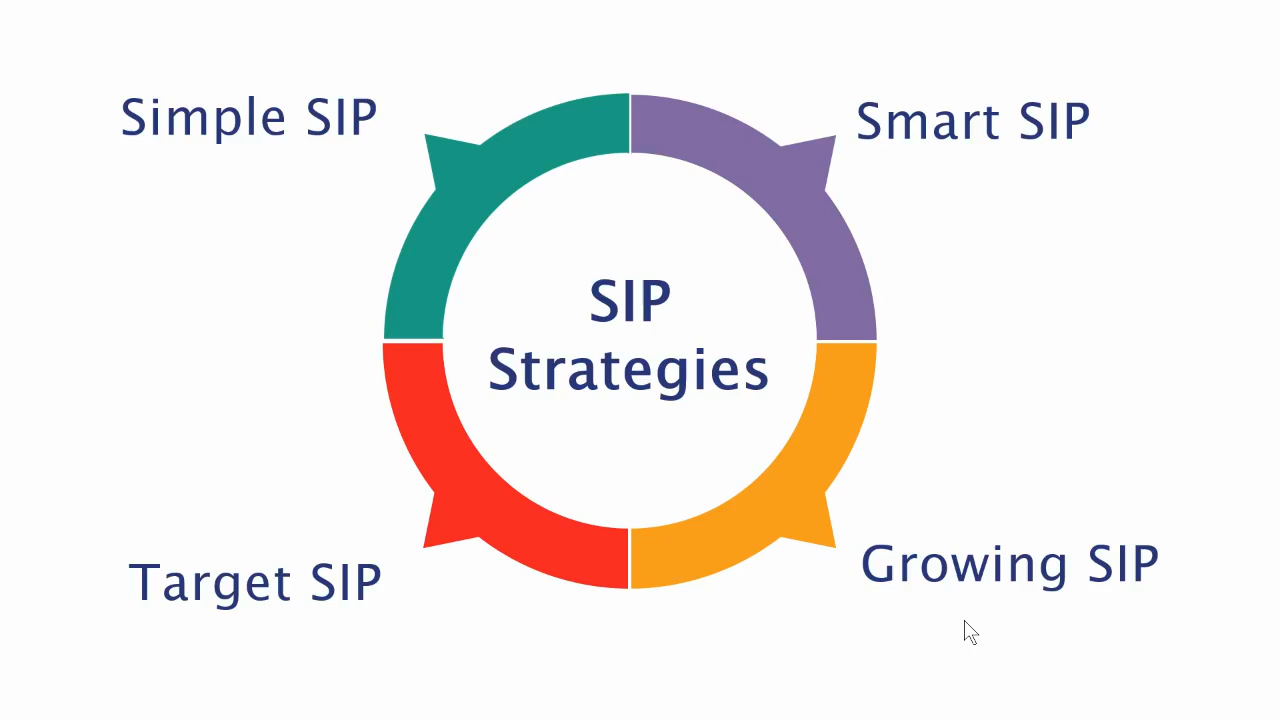 Simple SIP
Smart SIP
SIP
Strategies
Target SIP
Growing SIP